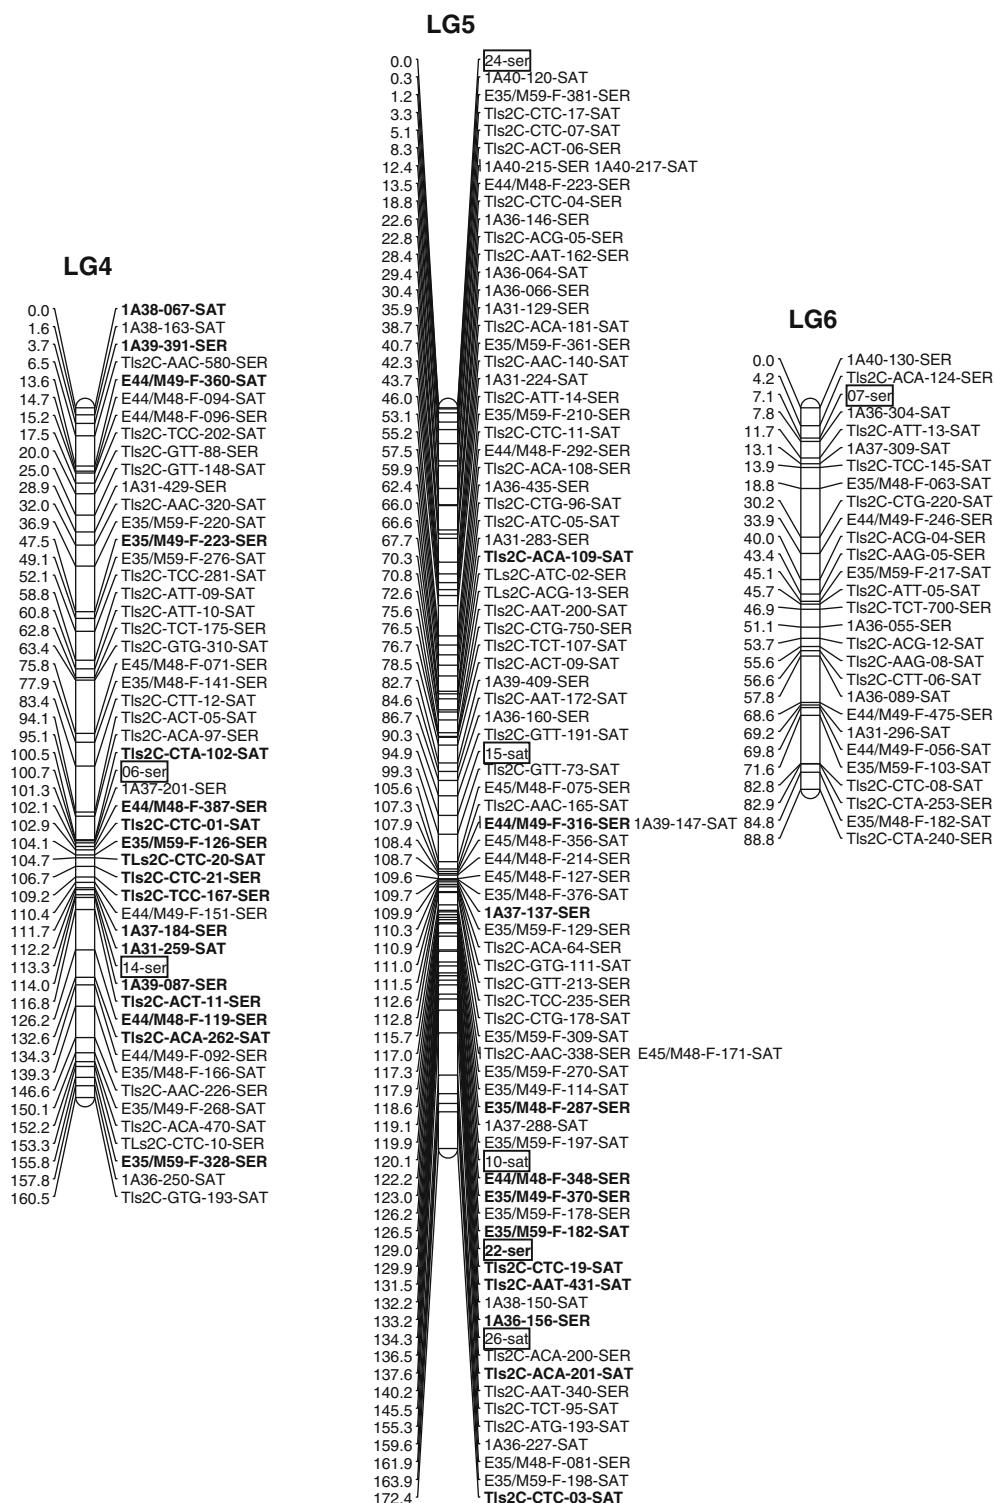 LG4
0.0 1A38-067-SAT
1.6 1A38-163-SAT
3.7 1A39-391-SER
6.5 Tls2C-AAC-580-SER
13.6 E44/M49-F-360-SAT
14.7 E44/M48-F-094-SAT
15.2 E44/M48-F-096-SER
17.5 Tls2C-TCC-202-SAT
20.0 Tls2C-GTT-88-SER
25.0 Tls2C-GTT-148-SAT
28.9 1A31-429-SER
32.0 Tls2C-AAC-320-SAT
36.9 E35/M59-F-220-SAT
47.5 E35/M49-F-223-SER
49.1 E35/M59-F-276-SAT
52.1 Tls2C-TCC-281-SAT
58.8 Tls2C-ATT-09-SAT
60.8 Tls2C-ATT-10-SAT
62.8 Tls2C-TCT-175-SER
63.4 Tls2C-GTG-310-SAT
75.8 E45/M48-F-071-SER
77.9 E35/M48-F-141-SER
83.4 Tls2C-CTT-12-SAT
94.1 Tls2C-ACT-05-SAT
95.1 Tls2C-ACA-97-SER
100.5 Tls2C-CTA-102-SAT
100.7 06-ser
101.3 1A37-201-SER
102.1 E44/M48-F-387-SER
102.9 Tls2C-CTC-01-SAT
104.1 E35/M59-F-126-SER
104.7 TLs2C-CTC-20-SAT
106.7 Tls2C-CTC-21-SER
109.2 Tls2C-TCC-167-SER
110.4 E44/M49-F-151-SER
111.7 1A37-184-SER
112.2 1A31-259-SAT
113.3 14-ser
114.0 1A39-087-SER
116.8 Tls2C-ACT-11-SER
126.2 E44/M48-F-119-SER
132.6 Tls2C-ACA-262-SAT
134.3 E44/M49-F-092-SER
139.3 E35/M48-F-166-SAT
146.6 Tls2C-AAC-226-SER
150.1 E35/M49-F-268-SAT
152.2 Tls2C-ACA-470-SAT
153.3 TLs2C-CTC-10-SER
155.8 E35/M59-F-328-SER
157.8 1A36-250-SAT
160.5 Tls2C-GTG-193-SAT
LG5
0.0 24-ser
0.3 1A40-120-SAT
1.2 E35/M59-F-381-SER
3.3 Tls2C-CTC-17-SAT
5.1 Tls2C-CTC-07-SAT
8.3 Tls2C-ACT-06-SER
12.4 1A40-215-SER 1A40-217-SAT
13.5 E44/M48-F-223-SER
18.8 Tls2C-CTC-04-SER
22.6 1A36-146-SER
22.8 Tls2C-ACG-05-SER
28.4 Tls2C-AAT-162-SER
29.4 1A36-064-SAT
30.4 1A36-066-SER
35.9 1A31-129-SER
38.7 Tls2C-ACA-181-SAT
40.7 E35/M59-F-361-SER
42.3 Tls2C-AAC-140-SAT
43.7 1A31-224-SAT
46.0 Tls2C-ATT-14-SER
53.1 E35/M59-F-210-SER
55.2 Tls2C-CTC-11-SAT
57.5 E44/M48-F-292-SER
59.9 Tls2C-ACA-108-SER
62.4 1A36-435-SER
66.0 Tls2C-CTG-96-SAT
66.6 Tls2C-ATC-05-SAT
67.7 1A31-283-SER
70.3 Tls2C-ACA-109-SAT
70.8 TLs2C-ATC-02-SER
72.6 TLs2C-ACG-13-SER
75.6 Tls2C-AAT-200-SAT
76.5 Tls2C-CTG-750-SER
76.7 Tls2C-TCT-107-SAT
78.5 Tls2C-ACT-09-SAT
82.7 1A39-409-SER
84.6 Tls2C-AAT-172-SAT
86.7 1A36-160-SER
90.3 Tls2C-GTT-191-SAT
94.9 15-sat
99.3 Tls2C-GTT-73-SAT
105.6 E45/M48-F-075-SER
107.3 Tls2C-AAC-165-SAT
107.9 E44/M49-F-316-SER 1A39-147-SAT
108.4 E45/M48-F-356-SAT
108.7 E44/M48-F-214-SER
109.6 E45/M48-F-127-SER
109.7 E35/M48-F-376-SAT
109.9 1A37-137-SER
110.3 E35/M59-F-129-SER
110.9 Tls2C-ACA-64-SER
111.0 Tls2C-GTG-111-SAT
111.5 Tls2C-GTT-213-SER
112.6 Tls2C-TCC-235-SER
112.8 Tls2C-CTG-178-SAT
115.7 E35/M59-F-309-SAT
117.0 Tls2C-AAC-338-SER E45/M48-F-171-SAT
117.3 E35/M59-F-270-SAT
117.9 E35/M49-F-114-SAT
118.6 E35/M48-F-287-SER
119.1 1A37-288-SAT
119.9 E35/M59-F-197-SAT
120.1 10-sat
122.2 E44/M48-F-348-SER
123.0 E35/M49-F-370-SER
126.2 E35/M59-F-178-SER
126.5 E35/M59-F-182-SAT
129.0 22-ser
129.9 Tls2C-CTC-19-SAT
131.5 Tls2C-AAT-431-SAT
132.2 1A38-150-SAT
133.2 1A36-156-SER
134.3 26-sat
136.5 Tls2C-ACA-200-SER
137.6 Tls2C-ACA-201-SAT
140.2 Tls2C-AAT-340-SER
145.5 Tls2C-TCT-95-SAT
155.3 Tls2C-ATG-193-SAT
159.6 1A36-227-SAT
161.9 E35/M48-F-081-SER
163.9 E35/M59-F-198-SAT
172.4 Tls2C-CTC-03-SAT
LG6
0.0 1A40-130-SER
4.2 Tls2C-ACA-124-SER
7.1 07-ser
7.8 1A36-304-SAT
11.7 Tls2C-ATT-13-SAT
13.1 1A37-309-SAT
13.9 Tls2C-TCC-145-SAT
18.8 E35/M48-F-063-SAT
30.2 Tls2C-CTG-220-SAT
33.9 E44/M49-F-246-SER
40.0 Tls2C-ACG-04-SER
43.4 Tls2C-AAG-05-SER
45.1 E35/M59-F-217-SAT
45.7 Tls2C-ATT-05-SAT
46.9 Tls2C-TCT-700-SER
51.1 1A36-055-SER
53.7 Tls2C-ACG-12-SAT
55.6 Tls2C-AAG-08-SAT
56.6 Tls2C-CTT-06-SAT
57.8 1A36-089-SAT
68.6 E44/M49-F-475-SER
69.2 1A31-296-SAT
69.8 E44/M49-F-056-SAT
71.6 E35/M59-F-103-SAT
82.8 Tls2C-CTC-08-SAT
82.9 Tls2C-CTA-253-SER
84.8 E35/M48-F-182-SAT
88.8 Tls2C-CTA-240-SER